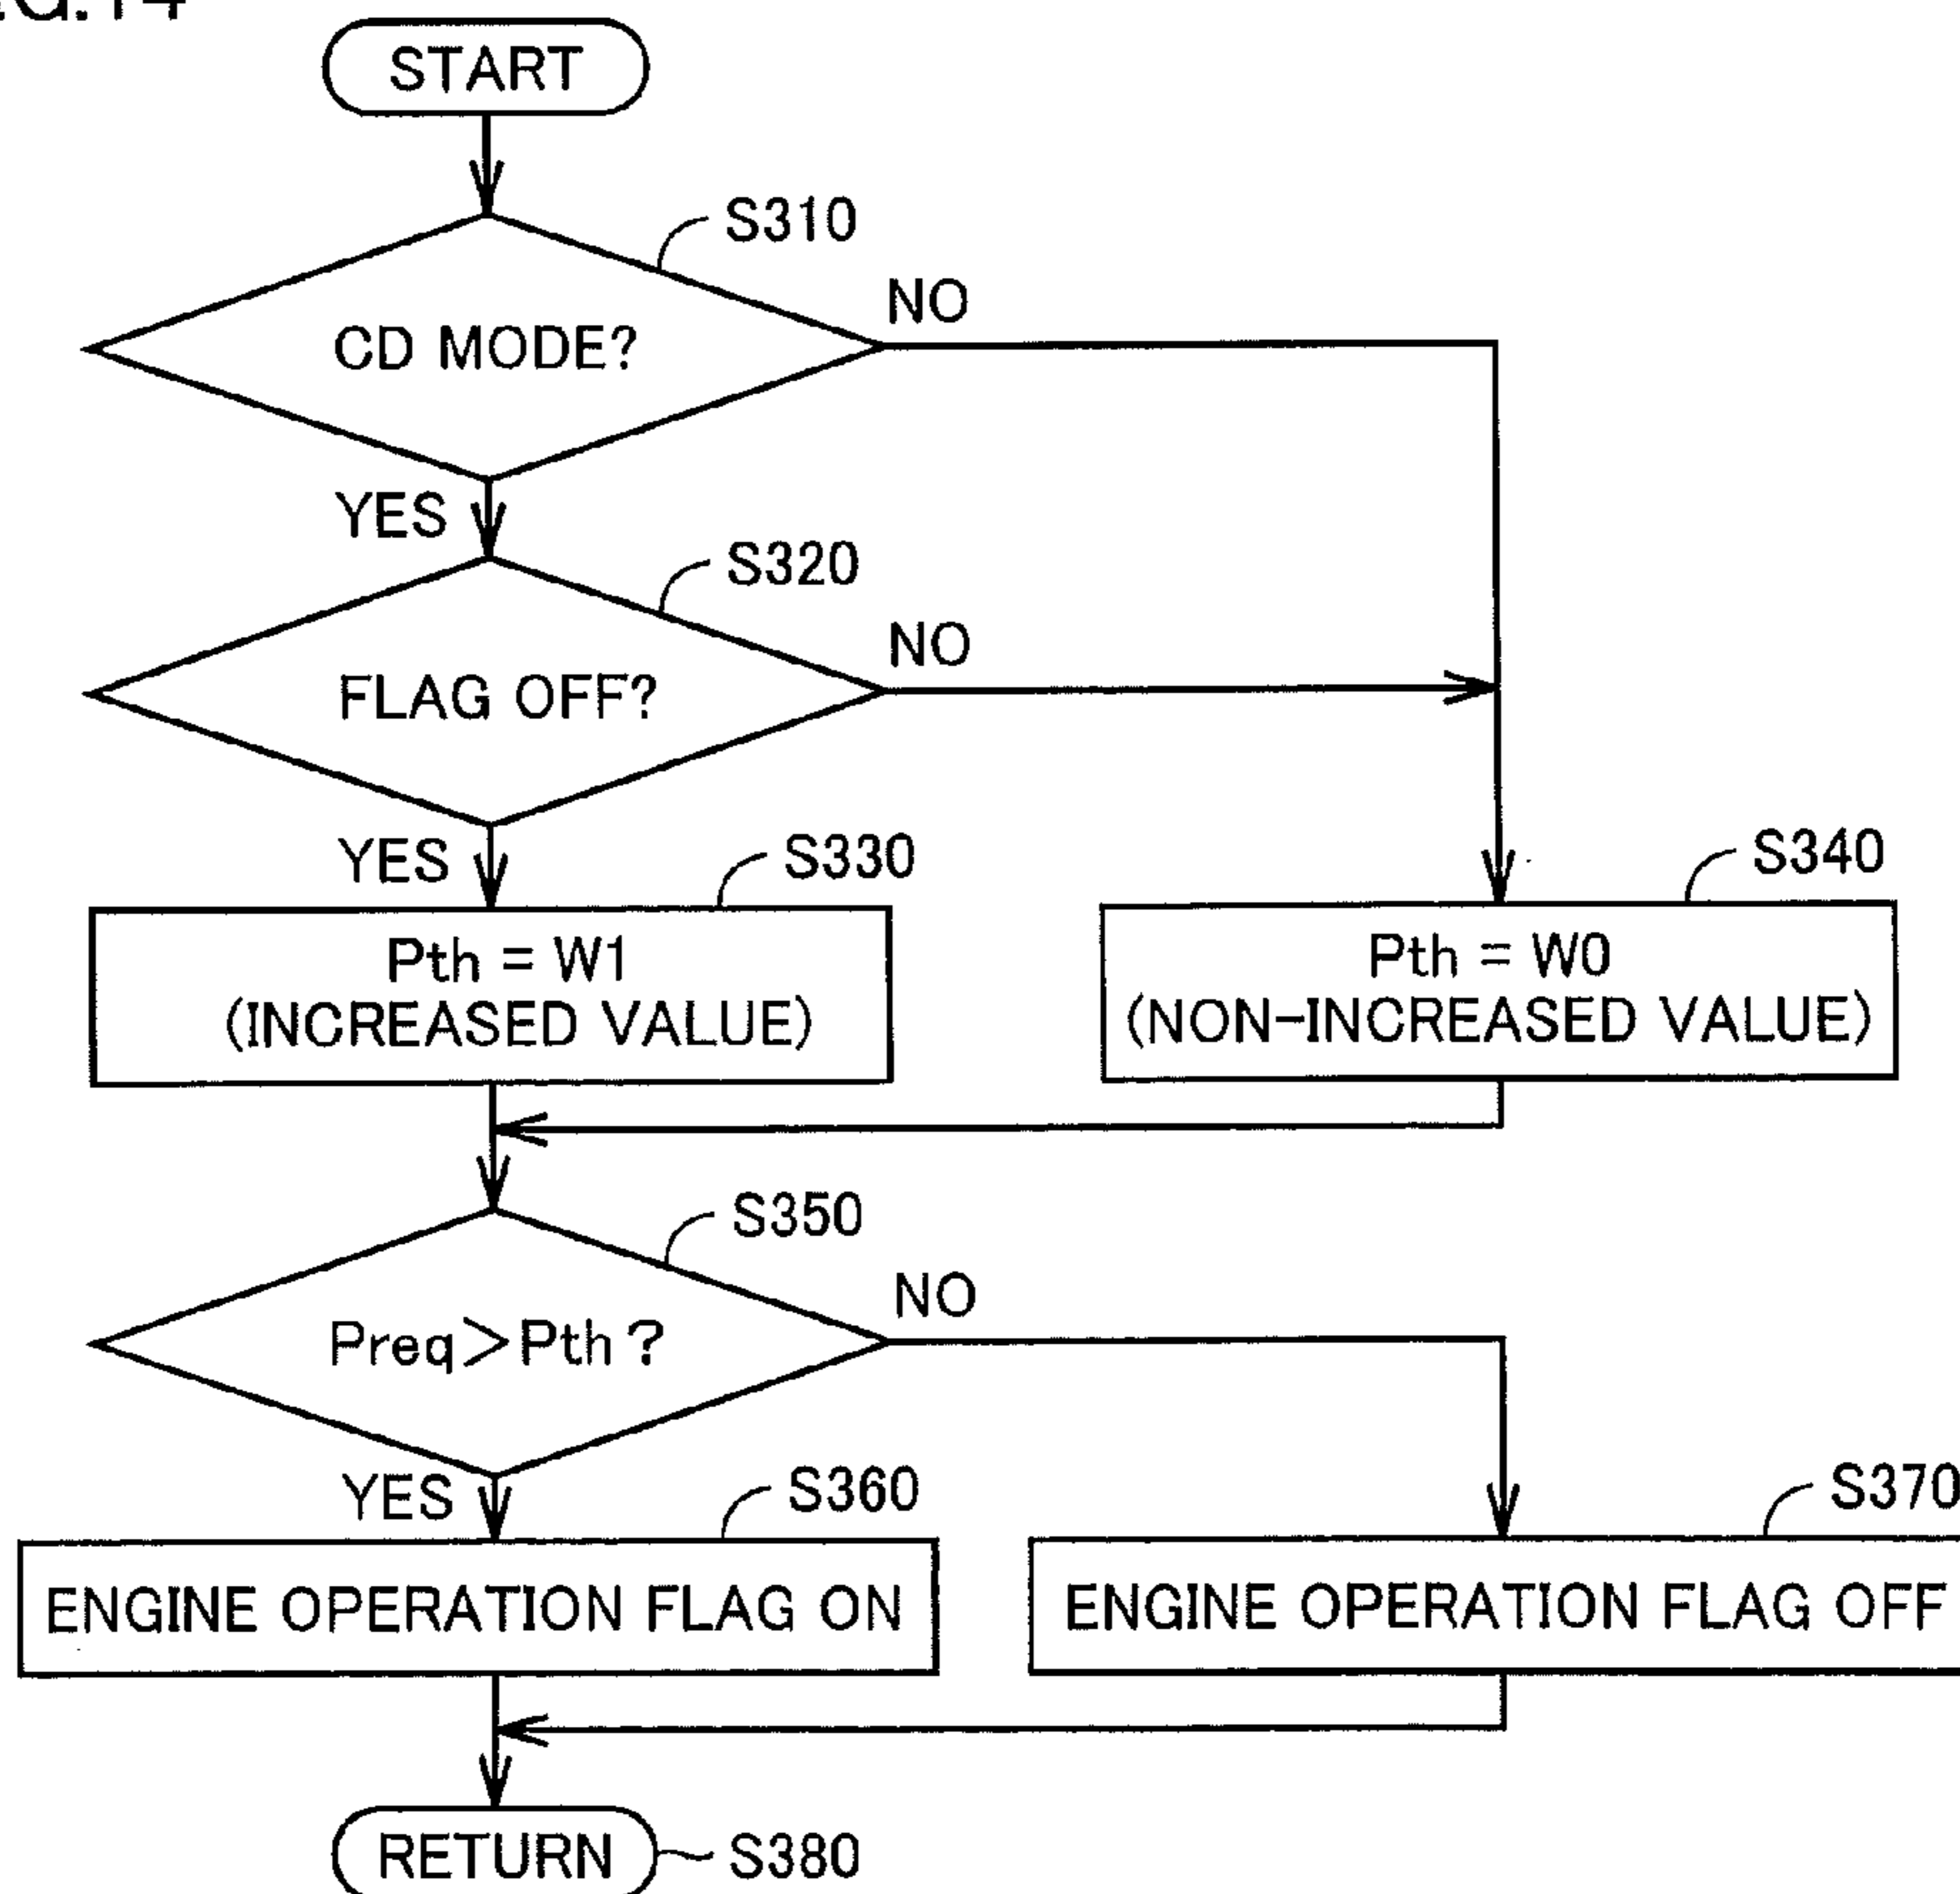 START
S310
CD MODE?
NO
YES
S320
FLAG OFF?
NO
YES
S330
S340
Pth = W1
(INCREASED VALUE)
Pth = W0
(NON-INCREASED VALUE)
S350
Preq>Pth ?
NO
YES
S360
S370
ENGINE OPERATION FLAG ON
ENGINE OPERATION FLAG OFF
RETURN
S380